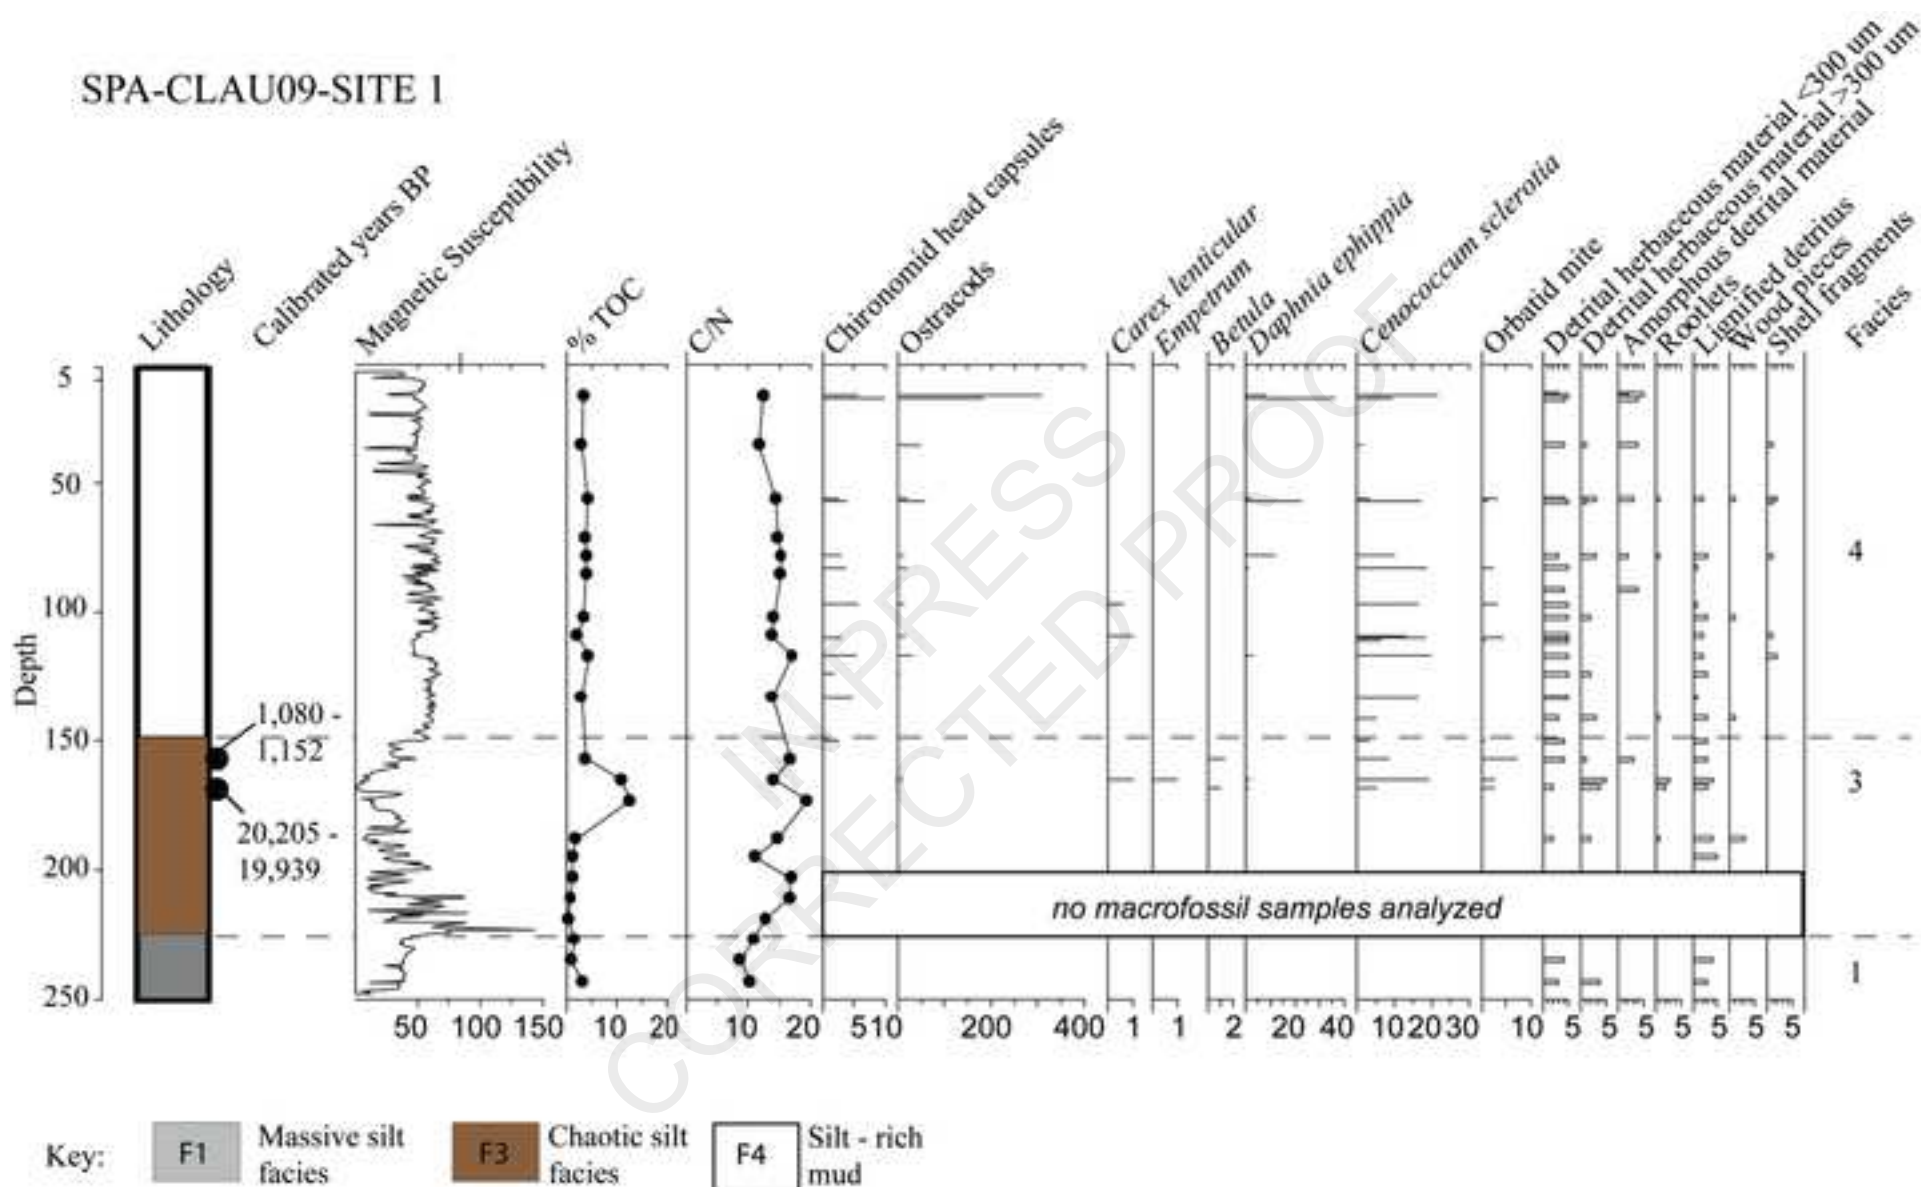 SPA-CLAU09-SITE 1
Lithology
Calibrated years BP
Magnetic Susceptibility
% TOC
C/N
Chironomid head capsules
Ostracods
Carex lenticular
Empetrum
Betula
Daphnia ephippia
Cenococcum sclerotia
Orbatid mite
Detrital herbaceous material <300 um
Detrital herbaceous material >300 um
Amorphous detrital material
Rootlets
Lignified detritus
Wood pieces
Shell fragments
Facies
Depth
5
50
100
150
200
250
1,080 -
1,152
20,205 -
19,939
4
3
1
no macrofossil samples analyzed
50 100 150
10 20
10 20
5 10
0 200 400
1
1
2
20 40
10 20 30
10
5 5 5 5 5 5 5
IN PRESS
CORRECTED PROOF
Key:
F1
Massive silt
facies
F3
Chaotic silt
facies
F4
Silt - rich
mud